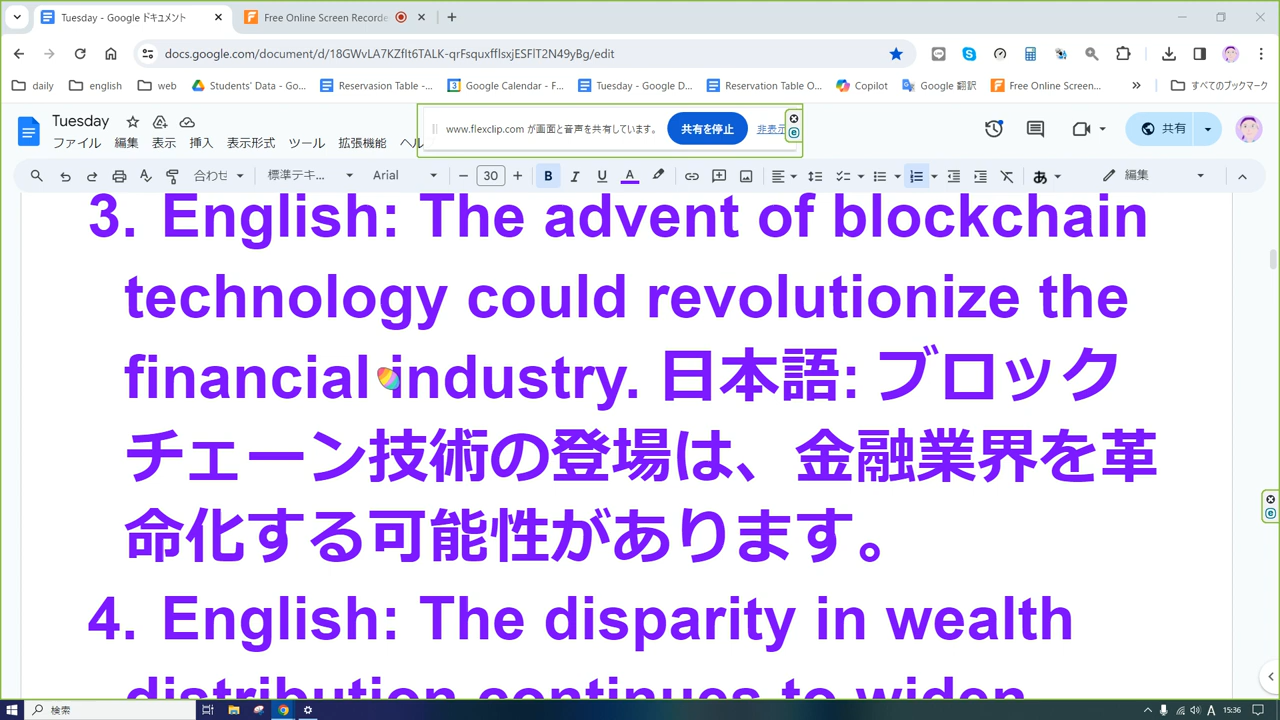 Tuesday - Google ドキュメント
Free Online Screen Recorde
docs.google.com/document/d/18GWvLA7KZflt6TALK-qrFsquxfflsxjESFlT2N49yBg/edit
daily
english
web
Students' Data - Go...
Reservasion Table -...
Google Calendar - F...
Tuesday - Google D...
Reservation Table O...
Copilot
Google 翻訳
Free Online Screen...
»
すべてのブックマーク
Tuesday
ファイル 編集 表示 挿入 表示形式 ツール 拡張機能 ヘル
www.flexclip.com が画面と音声を共有しています。
共有を停止
非表示
共有
合わせ
標準テキ...
Arial
30
B
I
U
A
あ
編集
3. English: The advent of blockchain
technology could revolutionize the
financial industry. 日本語: ブロック
チェーン技術の登場は、金融業界を革
命化する可能性があります。
4. English: The disparity in wealth
distribution continues to widen
検索
A
15:36